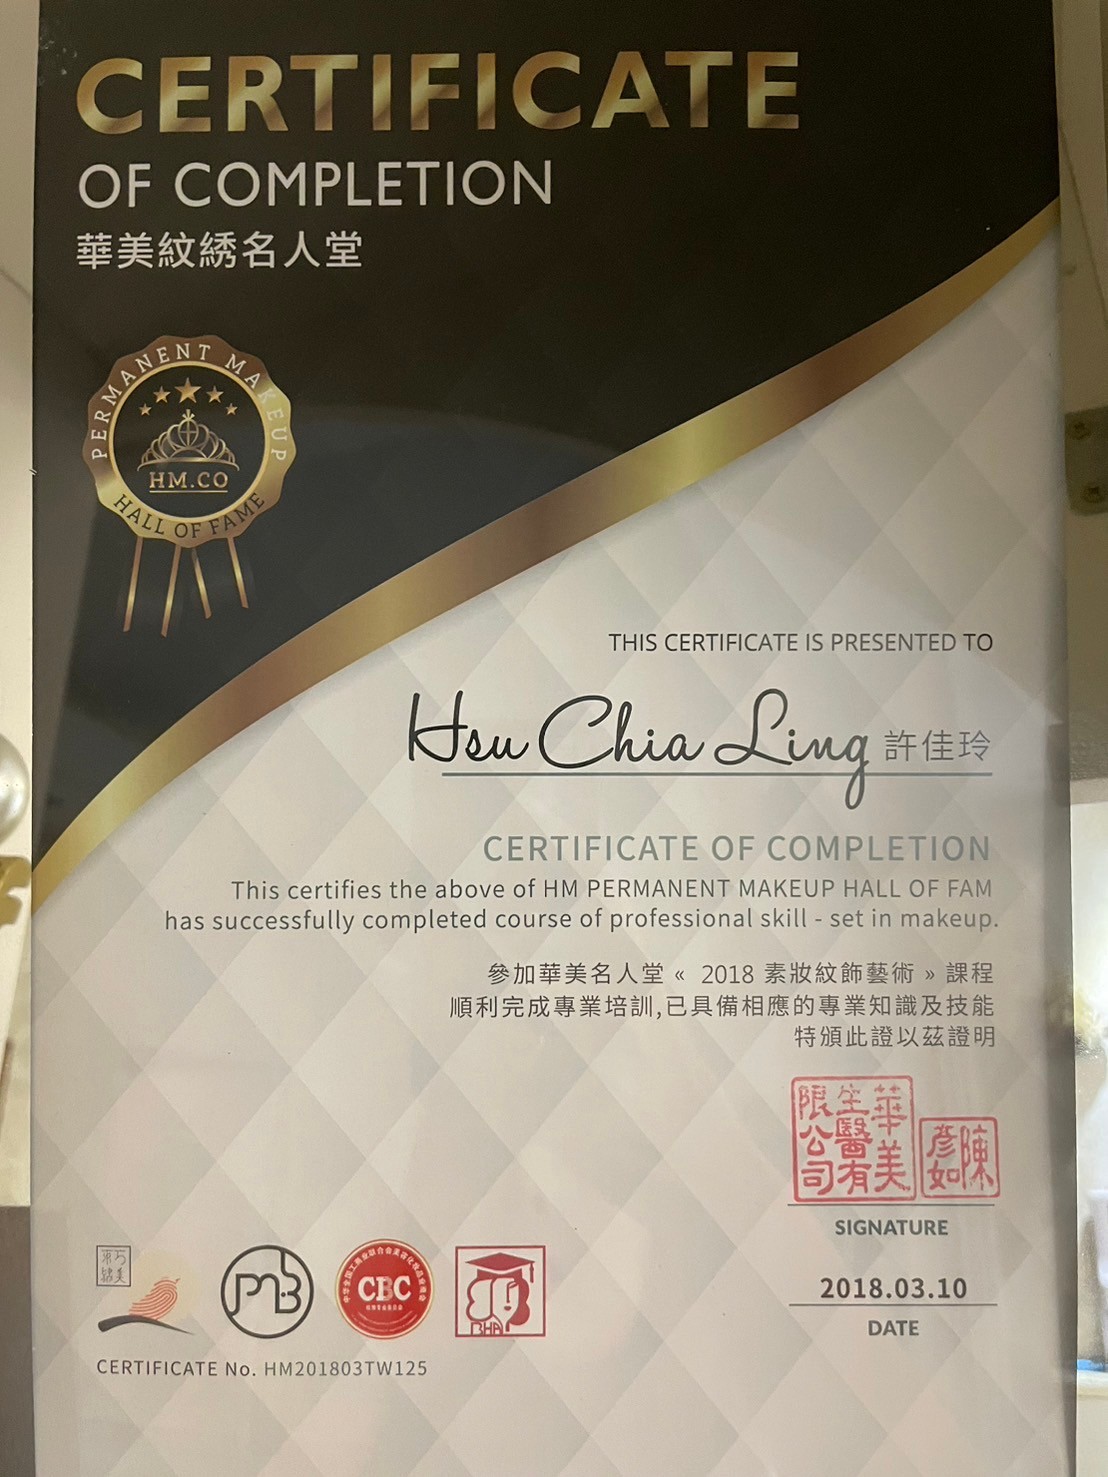 CERTIFICATE
OF COMPLETION
華美紋綉名人堂
PERMANENT MAKEUP
HM.CO
HALL OF FAME
THIS CERTIFICATE IS PRESENTED TO
Hsu Chia Ling 許佳玲
CERTIFICATE OF COMPLETION
This certifies the above of HM PERMANENT MAKEUP HALL OF FAM
has successfully completed course of professional skill - set in makeup.
參加華美名人堂 « 2018 素妝紋飾藝術 » 課程
順利完成專業培訓,已具備相應的專業知識及技能
特頒此證以茲證明
華美生醫有限公司
陳彥如
SIGNATURE
2018.03.10
DATE
CBC
BHA
CERTIFICATE No. HM201803TW125